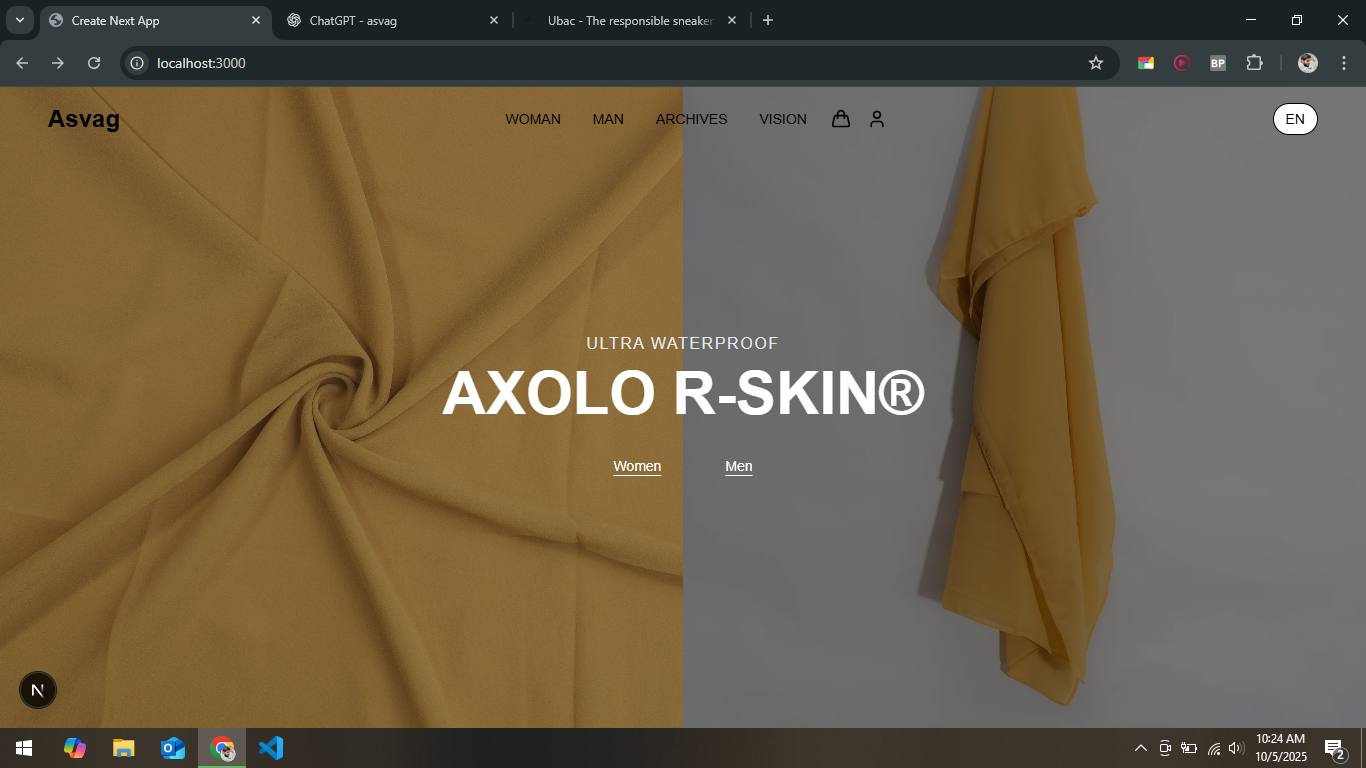 Create Next App
ChatGPT - asvag
Ubac - The responsible sneaker
localhost:3000
BP
Asvag
WOMAN MAN ARCHIVES VISION
EN
ULTRA WATERPROOF
AXOLO R-SKIN®
Women Men
N
10:24 AM
10/5/2025
2